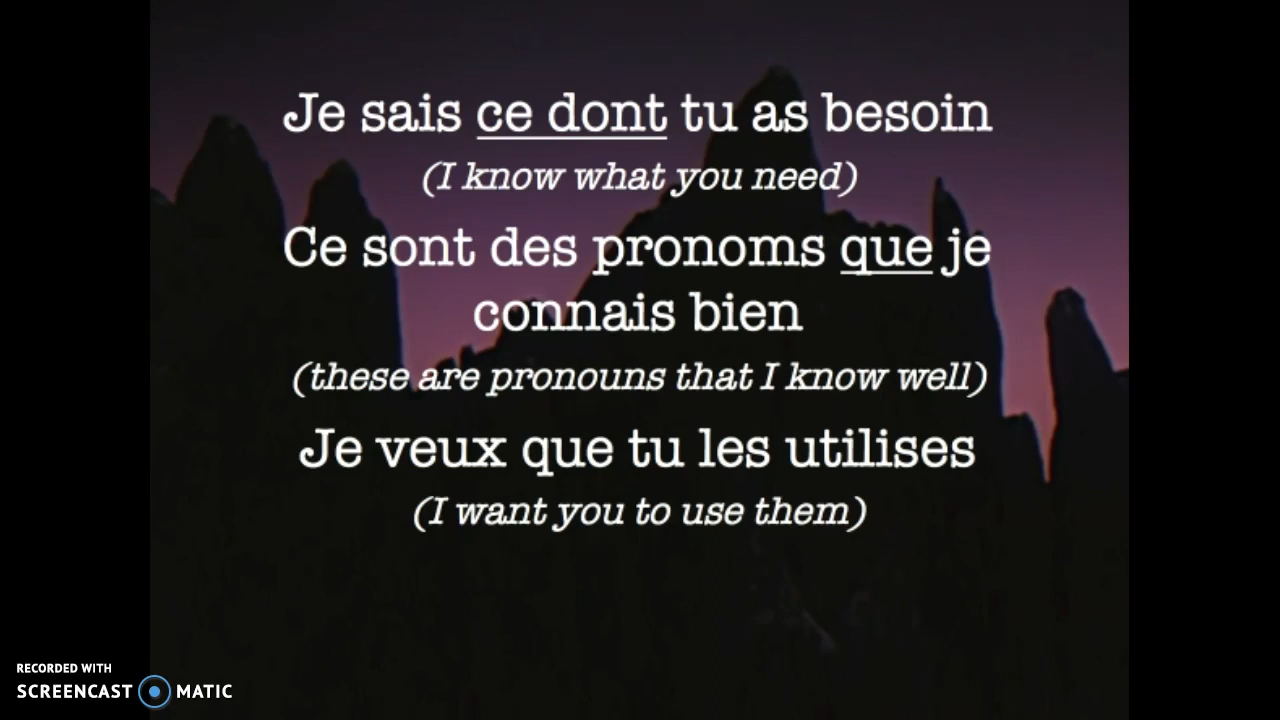 Je sais ce dont tu as besoin
(I know what you need)
Ce sont des pronoms que je
connais bien
(these are pronouns that I know well)
Je veux que tu les utilises
(I want you to use them)
RECORDED WITH
SCREENCAST MATIC